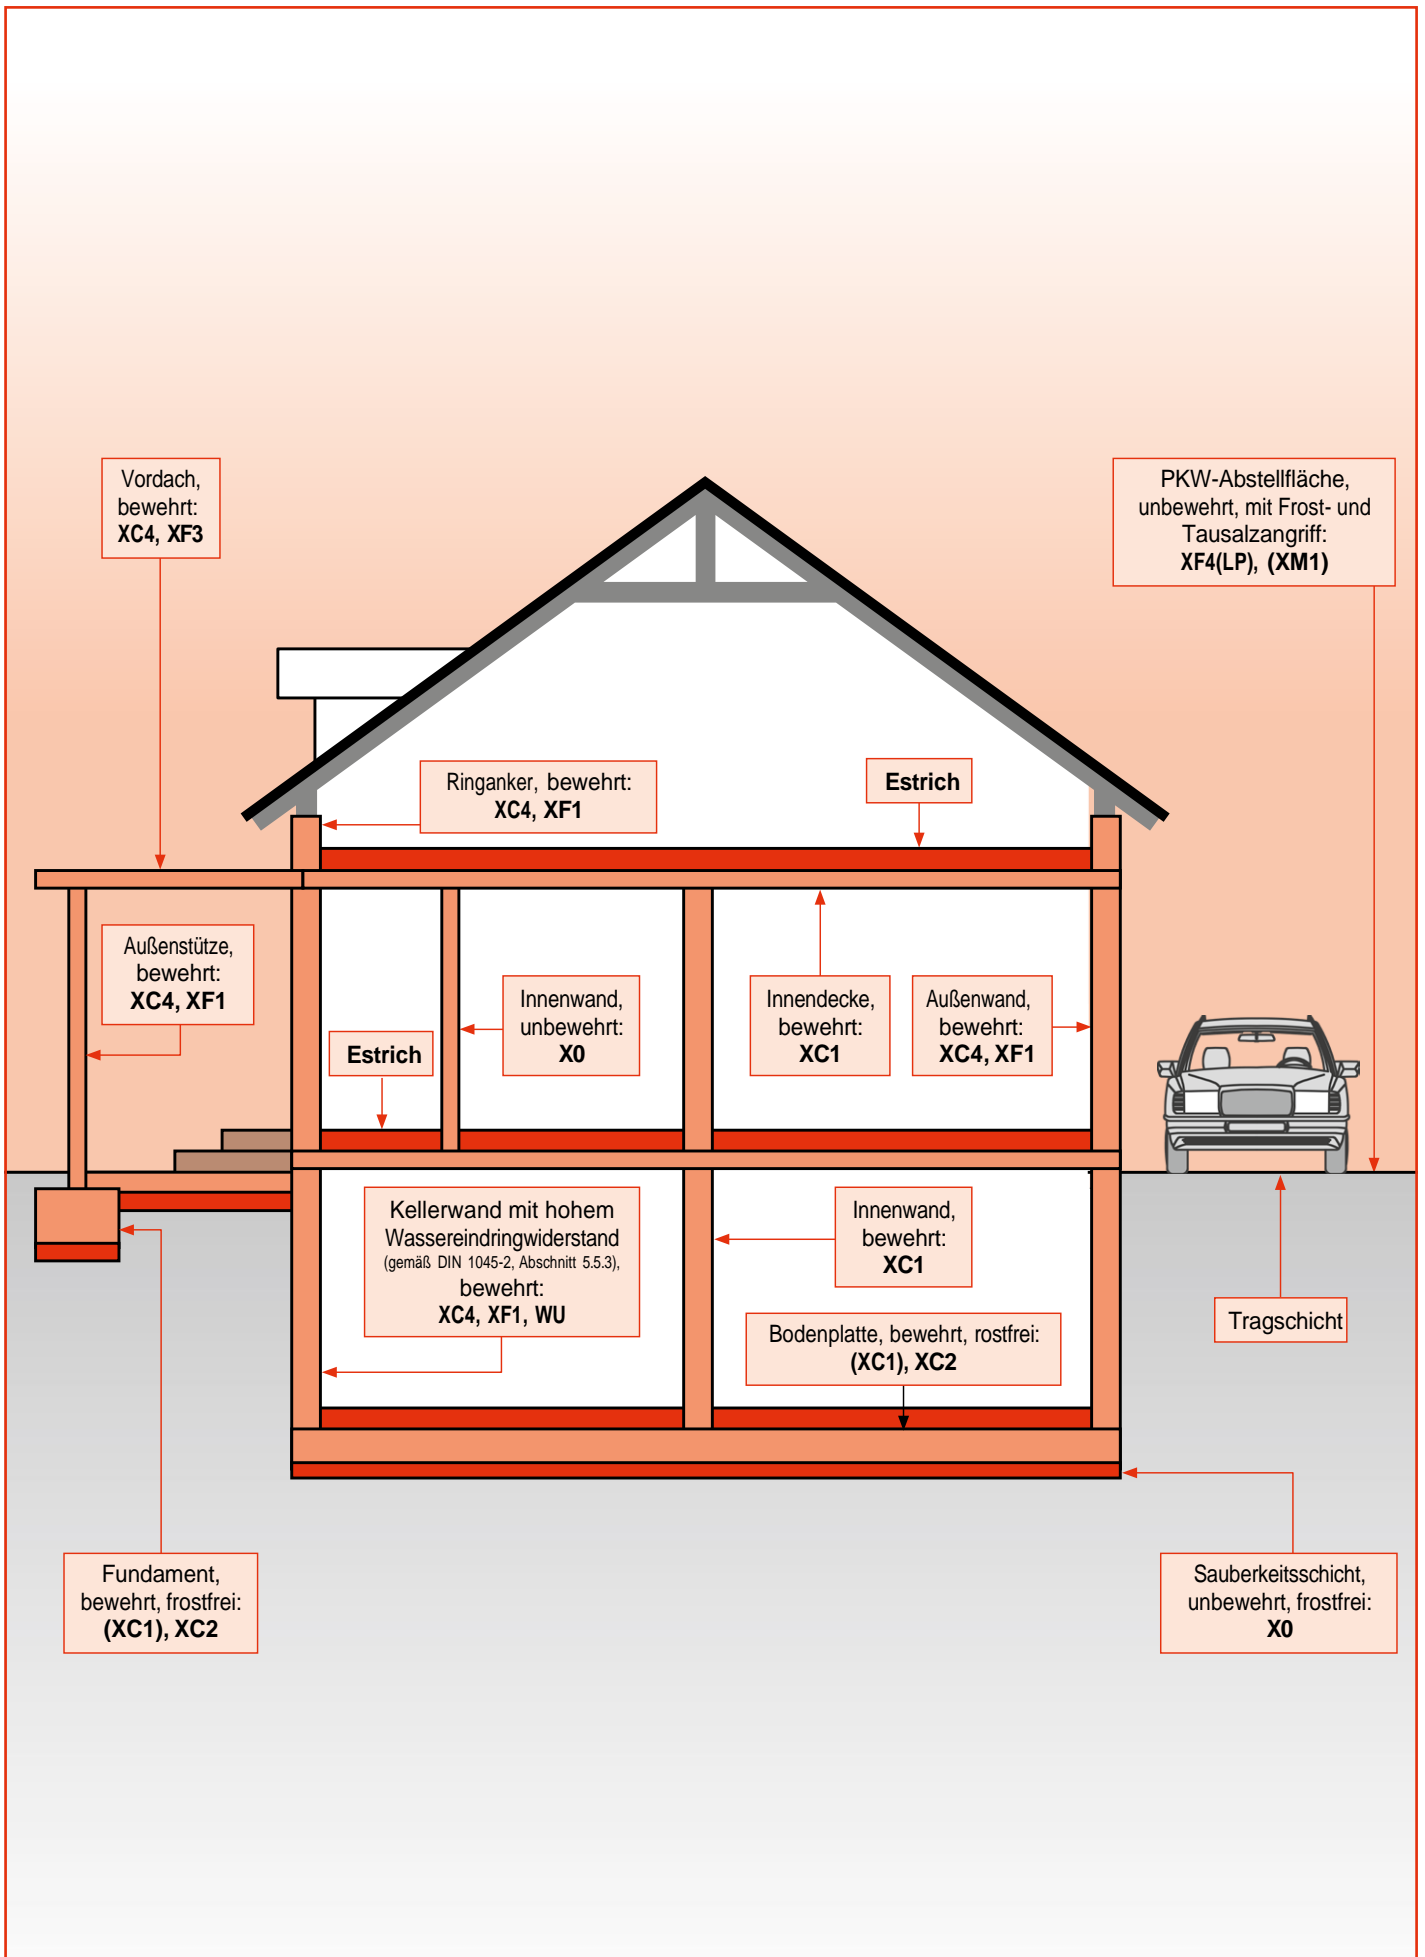 Vordach,
bewehrt:
XC4, XF3
PKW-Abstellfläche,
unbewehrt, mit Frost- und
Tausalzangriff:
XF4(LP), (XM1)
Ringanker, bewehrt:
XC4, XF1
Estrich
Außenstütze,
bewehrt:
XC4, XF1
Innenwand,
unbewehrt:
X0
Innendecke,
bewehrt:
XC1
Außenwand,
bewehrt:
XC4, XF1
Estrich
Kellerwand mit hohem
Wassereindringwiderstand
(gemäß DIN 1045-2, Abschnitt 5.5.3),
bewehrt:
XC4, XF1, WU
Innenwand,
bewehrt:
XC1
Tragschicht
Bodenplatte, bewehrt, rostfrei:
(XC1), XC2
Fundament,
bewehrt, frostfrei:
(XC1), XC2
Sauberkeitsschicht,
unbewehrt, frostfrei:
X0